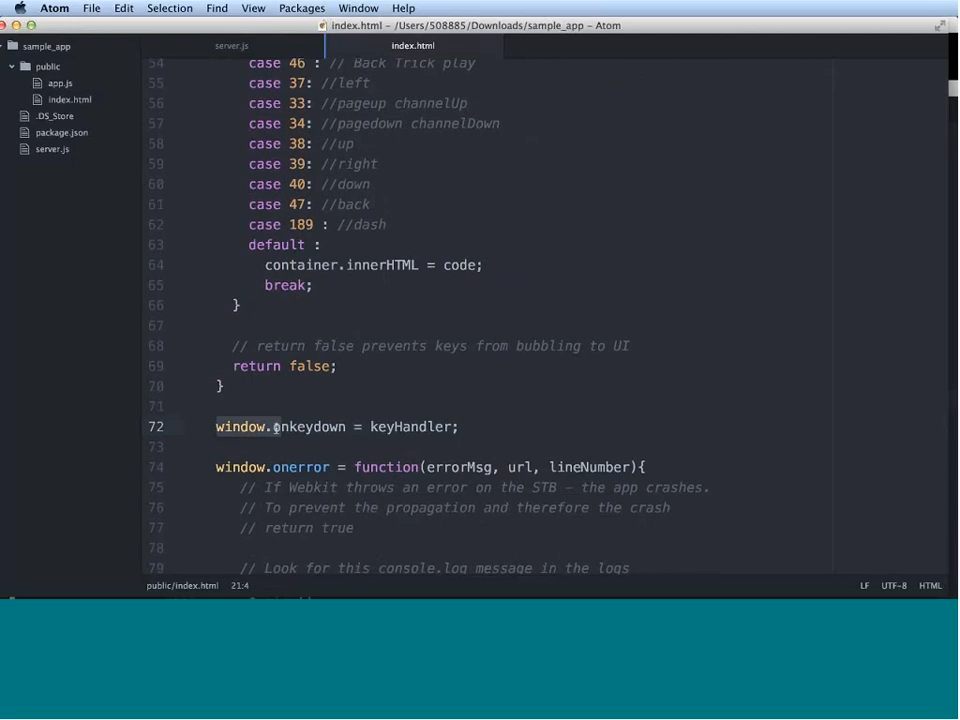 Atom File Edit Selection Find View Packages Window Help
index.html – /Users/508885/Downloads/sample_app – Atom
sample_app
public
app.js
index.html
.DS_Store
package.json
server.js
server.js index.html
54 case 46 : // Back Trick play
55 case 37: //left
56 case 33: //pageup channelUp
57 case 34: //pagedown channelDown
58 case 38: //up
59 case 39: //right
60 case 40: //down
61 case 47: //back
62 case 189 : //dash
63 default :
64 container.innerHTML = code;
65 break;
66 }
67
68 // return false prevents keys from bubbling to UI
69 return false;
70 }
71
72 window.onkeydown = keyHandler;
73
74 window.onerror = function(errorMsg, url, lineNumber){
75 // If Webkit throws an error on the STB – the app crashes.
76 // To prevent the propagation and therefore the crash
77 // return true
78
79 // Look for this console.log message in the logs
public/index.html 21:4 LF UTF-8 HTML